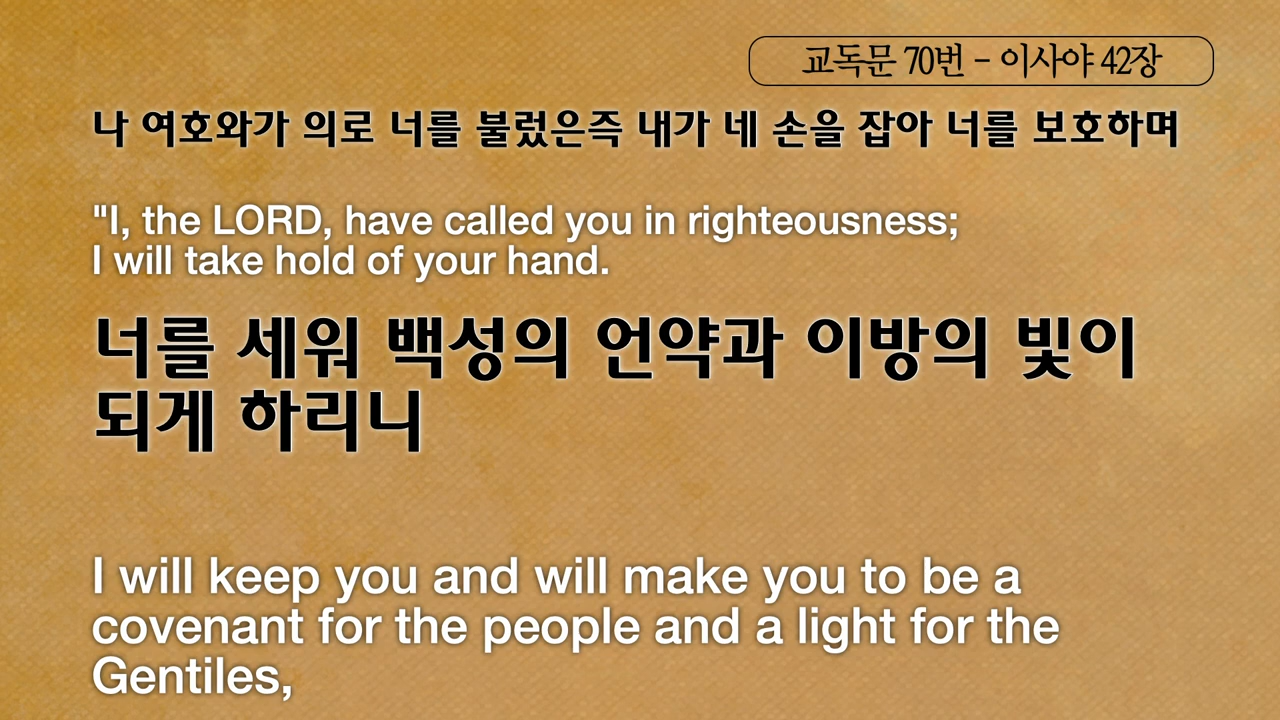 교독문 70번 - 이사야 42장
나 여호와가 의로 너를 불렀은즉 내가 네 손을 잡아 너를 보호하며
"I, the LORD, have called you in righteousness;
I will take hold of your hand.
너를 세워 백성의 언약과 이방의 빛이
되게 하리니
I will keep you and will make you to be a
covenant for the people and a light for the
Gentiles,